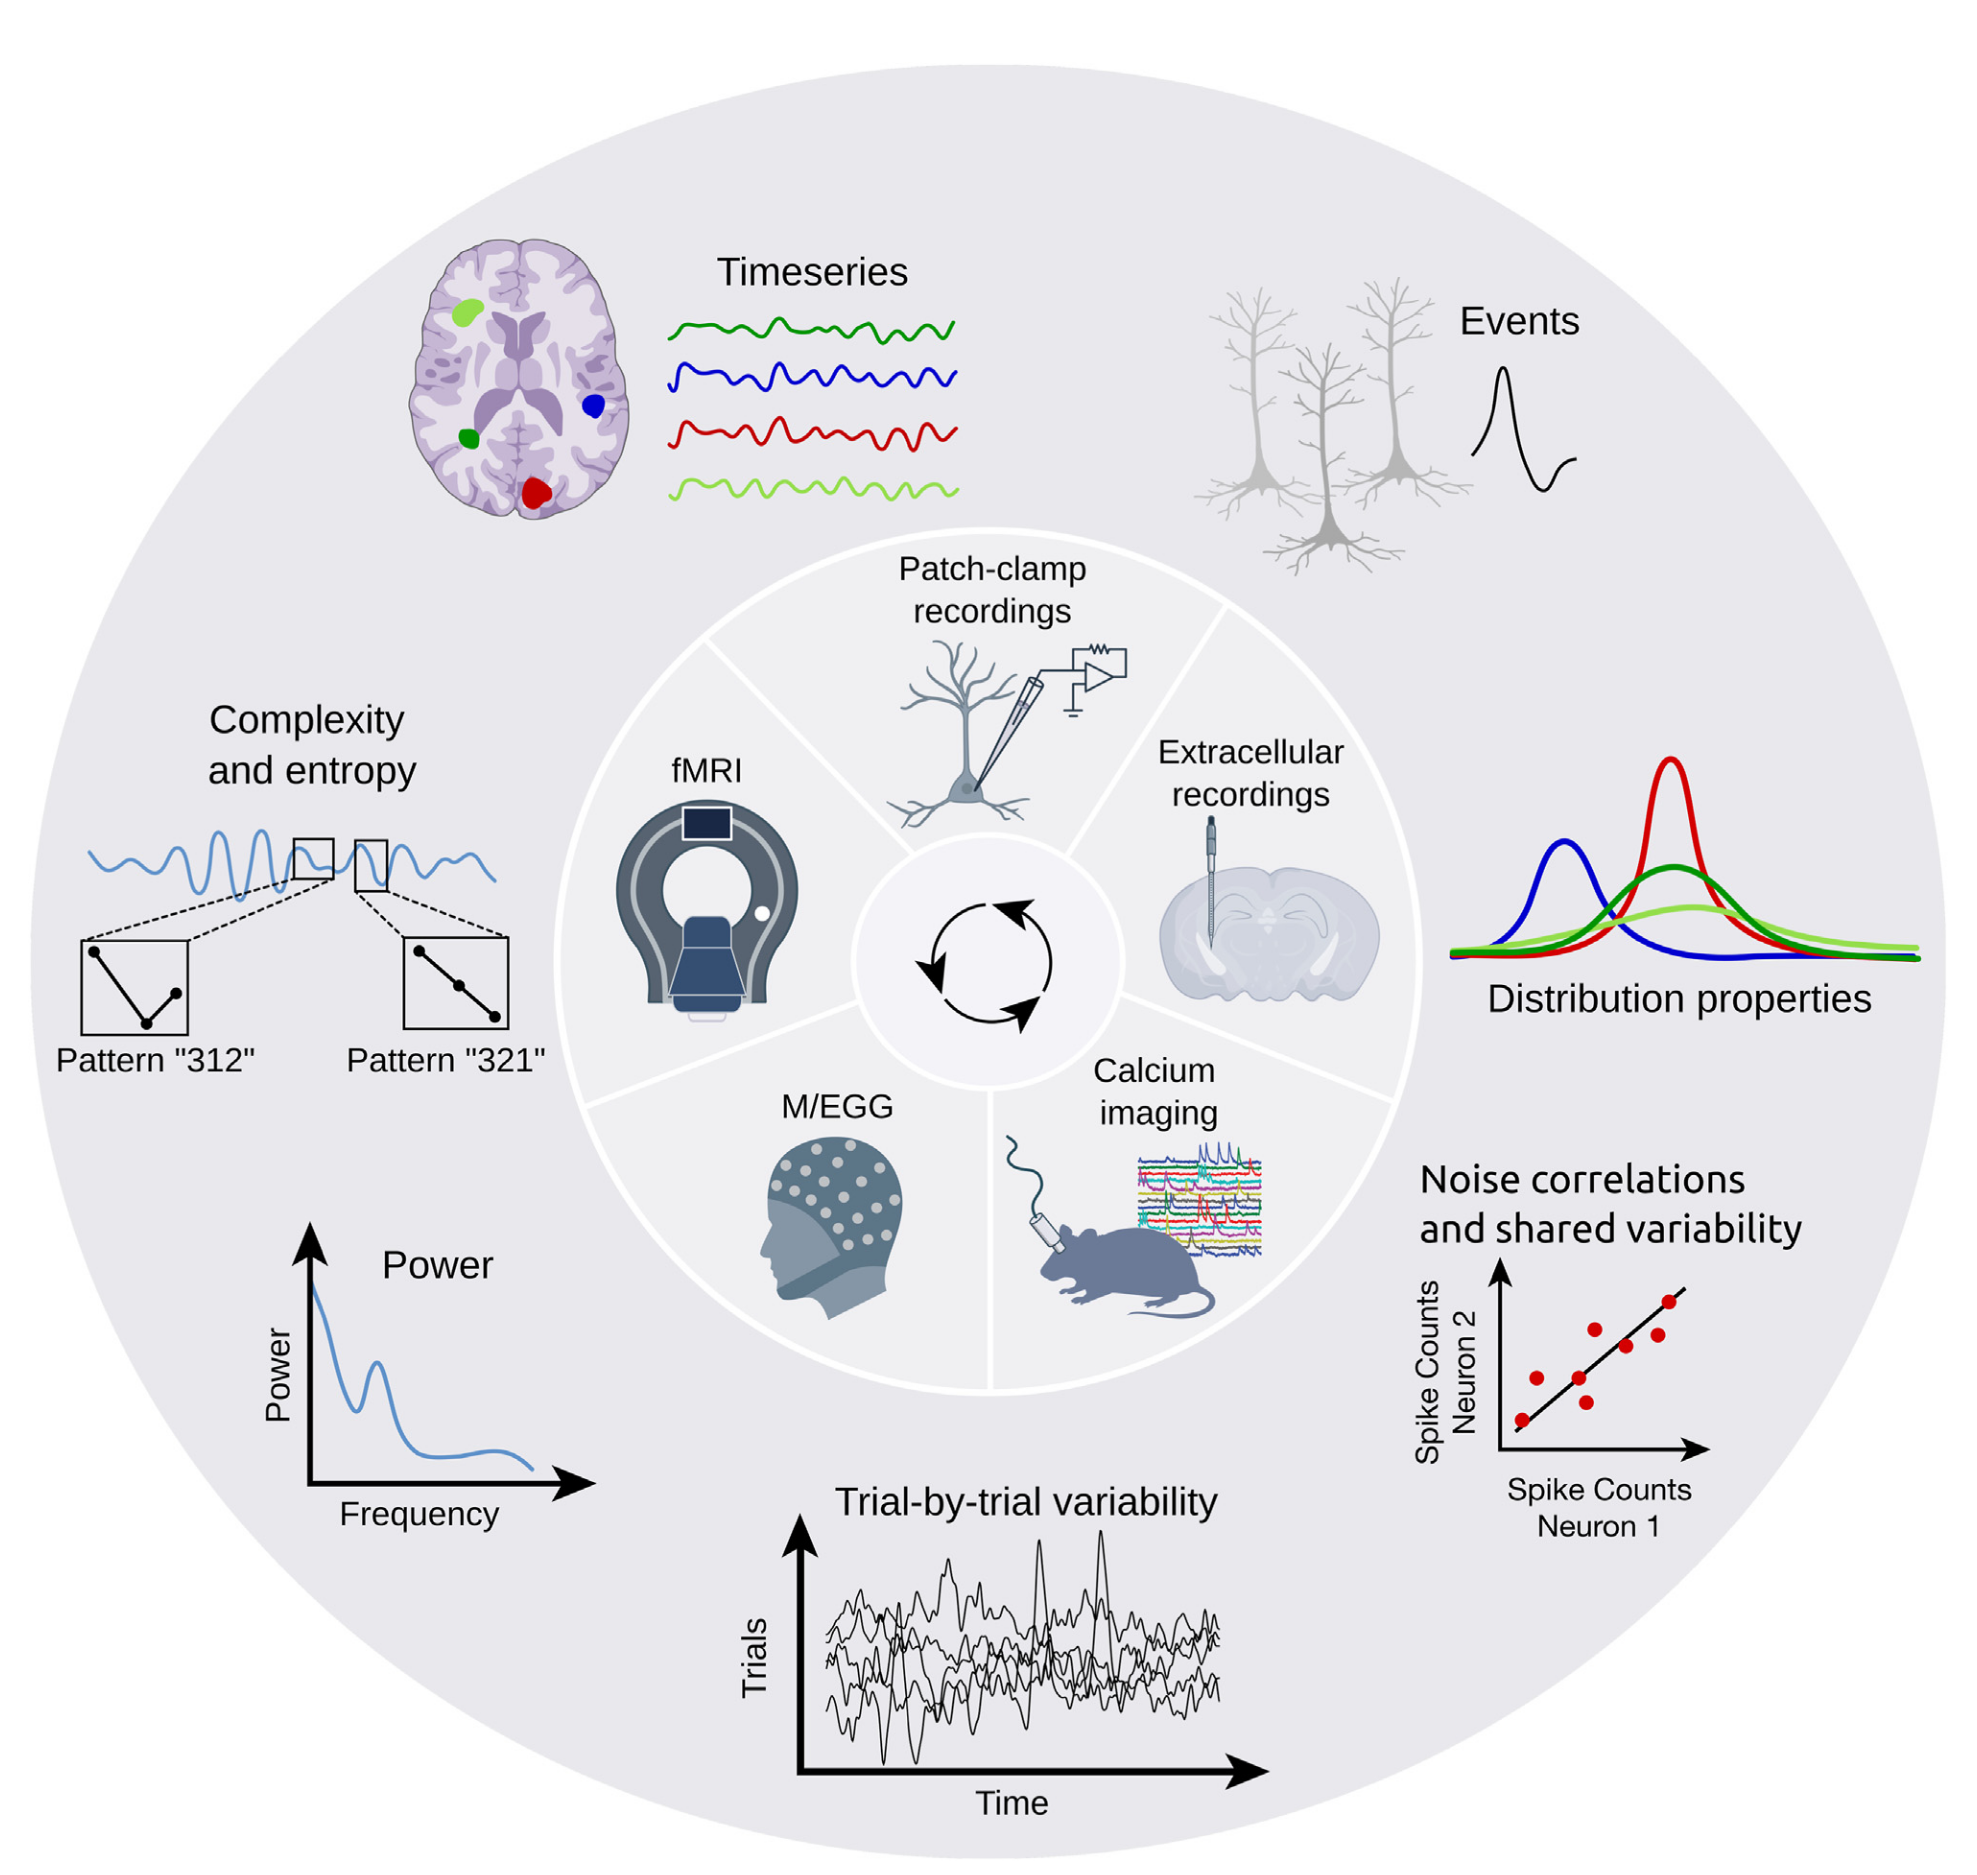 Timeseries
Events
Patch-clamp
recordings
Complexity
and entropy
fMRI
Extracellular
recordings
Distribution properties
Pattern "312"
Pattern "321"
M/EGG
Calcium
imaging
Noise correlations
and shared variability
Spike Counts
Neuron 2
Spike Counts
Neuron 1
Power
Power
Frequency
Trial-by-trial variability
Trials
Time